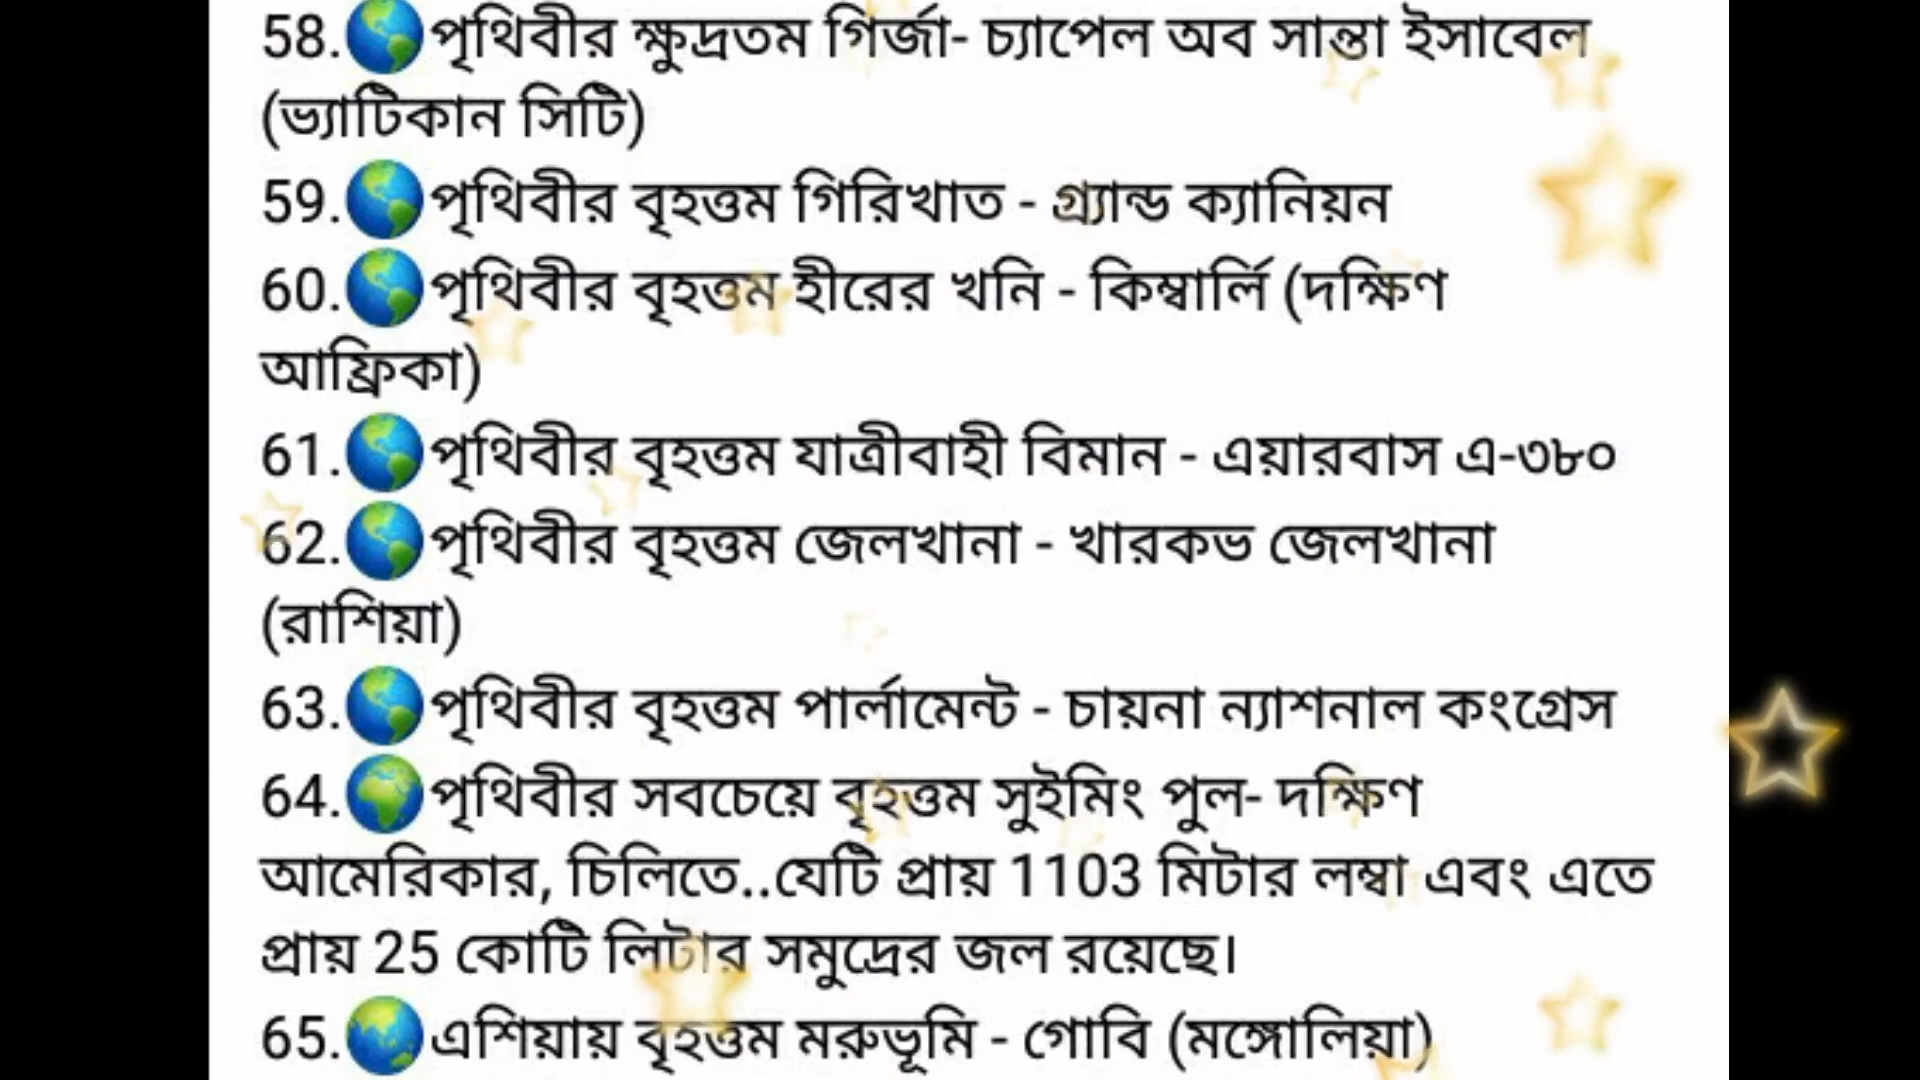 58.🌎পৃথিবীর ক্ষুদ্রতম গির্জা- চ্যাপেল অব সান্তা ইসাবেল
(ভ্যাটিকান সিটি)
59.🌎পৃথিবীর বৃহত্তম গিরিখাত - গ্র্যান্ড ক্যানিয়ন
60.🌎পৃথিবীর বৃহত্তম হীরের খনি - কিম্বার্লি (দক্ষিণ
আফ্রিকা)
61.🌎পৃথিবীর বৃহত্তম যাত্রীবাহী বিমান - এয়ারবাস এ-৩৮০
62.🌎পৃথিবীর বৃহত্তম জেলখানা - খারকভ জেলখানা
(রাশিয়া)
63.🌎পৃথিবীর বৃহত্তম পার্লামেন্ট - চায়না ন্যাশনাল কংগ্রেস
64.🌍পৃথিবীর সবচেয়ে বৃহত্তম সুইমিং পুল- দক্ষিণ
আমেরিকার, চিলিতে..যেটি প্রায় 1103 মিটার লম্বা এবং এতে
প্রায় 25 কোটি লিটার সমুদ্রের জল রয়েছে।
65.🌏এশিয়ায় বৃহত্তম মরুভূমি - গোবি (মঙ্গোলিয়া)